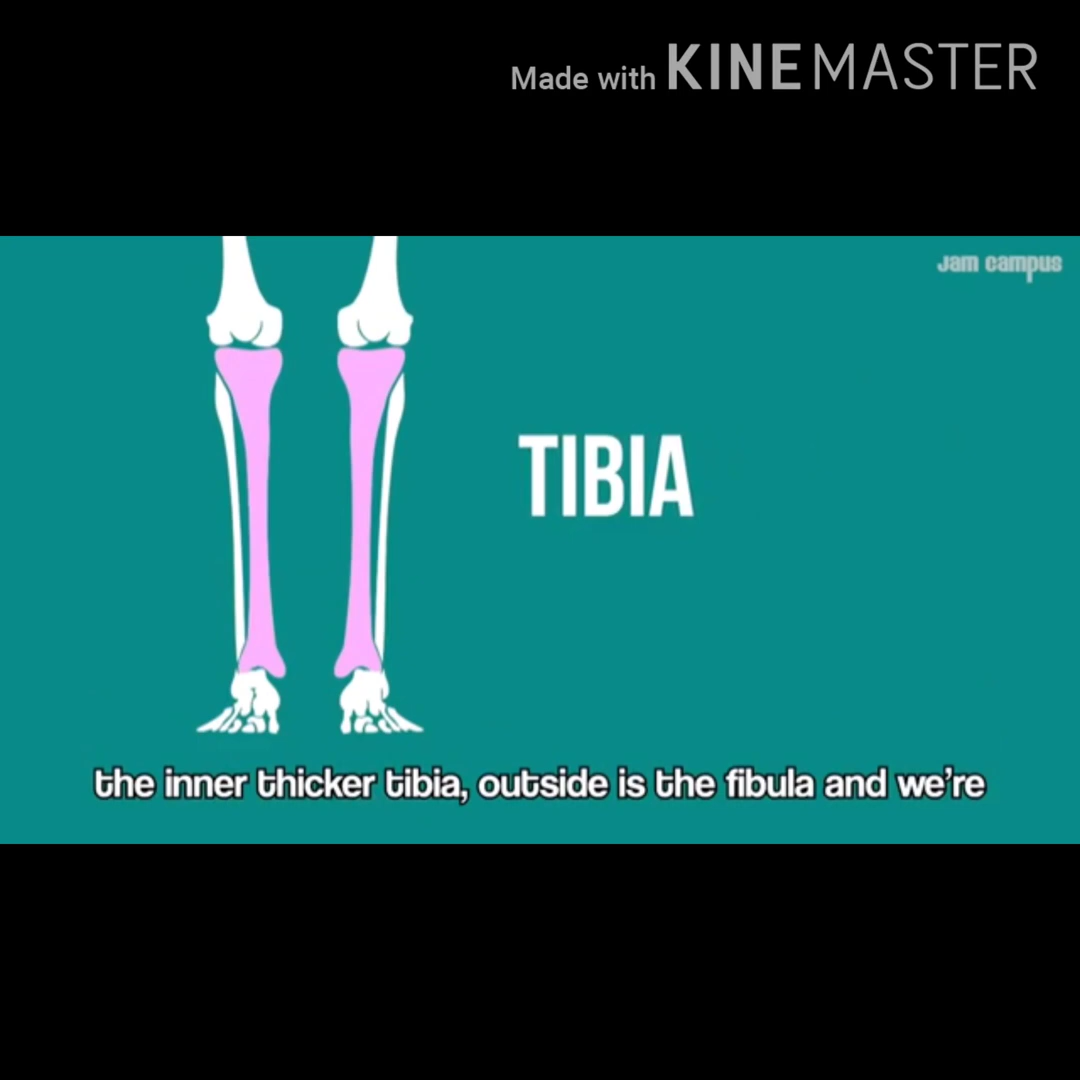 Made with KINEMASTER
Jam campus
TIBIA
the inner thicker tibia, outside is the fibula and we're